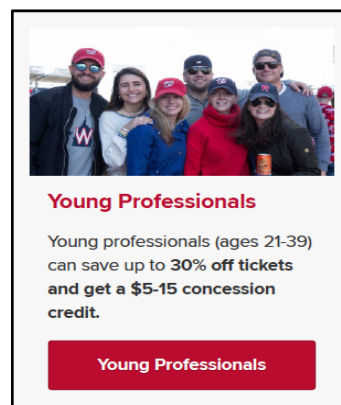 W
Young Professionals
Young professionals (ages 21-39)
can save up to 30% off tickets
and get a $5-15 concession
credit.
Young Professionals